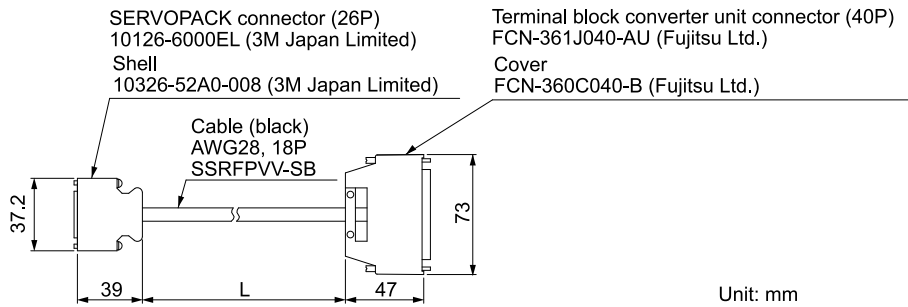 SERVOPACK connector (26P)
10126-6000EL (3M Japan Limited)
Shell
10326-52A0-008 (3M Japan Limited)
Terminal block converter unit connector (40P)
FCN-361J040-AU (Fujitsu Ltd.)
Cover
FCN-360C040-B (Fujitsu Ltd.)
Cable (black)
AWG28, 18P
SSRFPVV-SB
37.2
73
39
L
47
Unit: mm